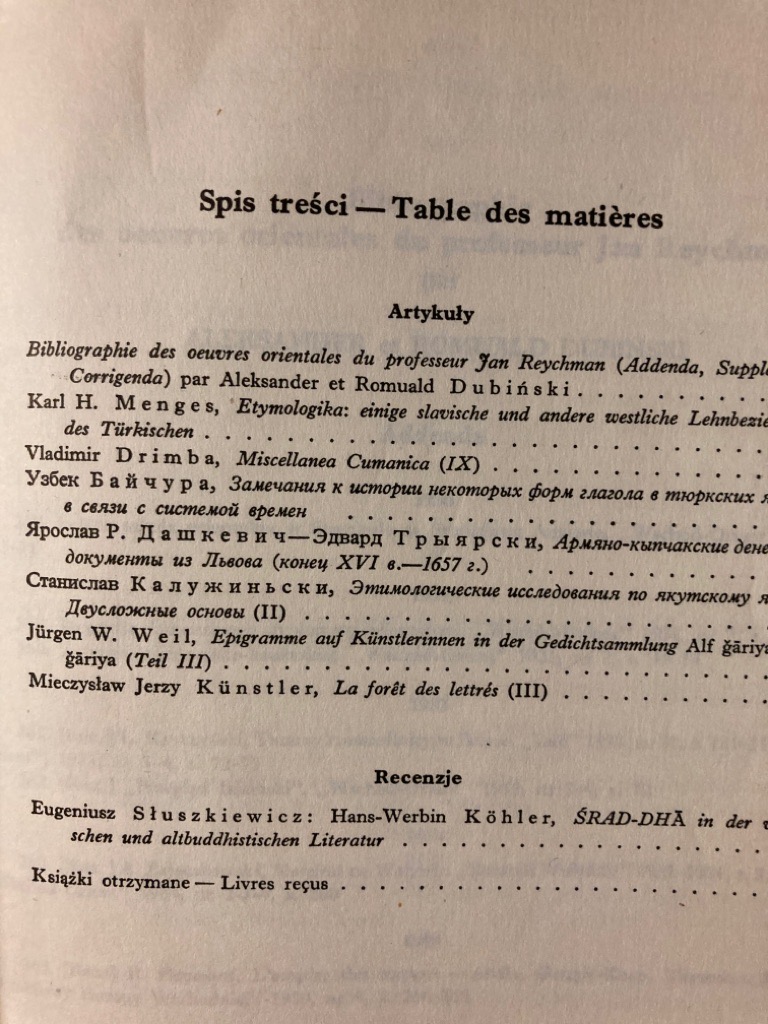 Spis treści — Table des matières
Artykuły
Bibliographie des oeuvres orientales du professeur Jan Reychman (Addenda,
Corrigenda) par Aleksander et Romuald Dubiński . . . . . . . . . .
Karl H. Menges, Etymologika: einige slavische und andere westliche
des Türkischen . . . . . . . . . . . . . . . . . . . . . . . . . . .
Vladimir Drimba, Miscellanea Cumanica (IX) . . . . . . . . . . . . .
Узбек Байчура, Замечания к истории некоторых форм глагола в тюркских
в связи с системой времен . . . . . . . . . . . . . . . . . . .
Ярослав Р. Дашкевич—Эдвард Трыярски, Армяно-кыпчакские
документы из Львова (конец XVI в.—1657 г.) . . . . . . . . . .
Станислав Калужиньски, Этимологические исследования по якутскому
Двусложные основы (II) . . . . . . . . . . . . . . . . . . . . .
Jürgen W. Weil, Epigramme auf Künstlerinnen in der Gedichtsammlung Alf
ǧāriya (Teil III) . . . . . . . . . . . . . . . . . . . . . . . . .
Mieczysław Jerzy Künstler, La forêt des lettrés (III) . . . . . . . . . .
Recenzje
Eugeniusz Słuszkiewicz: Hans-Werbin Köhler, ŚRAD-DHĀ in der
schen und altbuddhistischen Literatur . . . . . . . . . . . . . . . .
Książki otrzymane — Livres reçus . . . . . . . . . . . . . . . . . . .